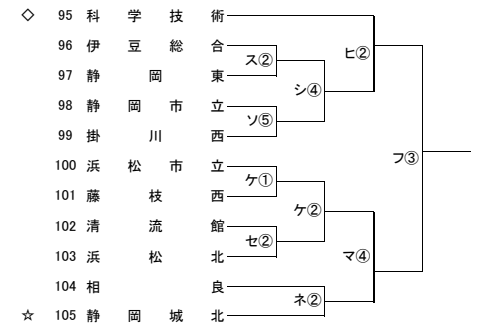 ◇ 95 科学技術
96 伊豆総合
97 静岡東
98 静岡市立
99 掛川西
100 浜松市立
101 藤枝西
102 清流館
103 浜松北
104 相良
☆ 105 静岡城北
ス②
ソ⑤
ケ①
セ②
シ④
ケ②
ネ②
ヒ②
マ④
フ③